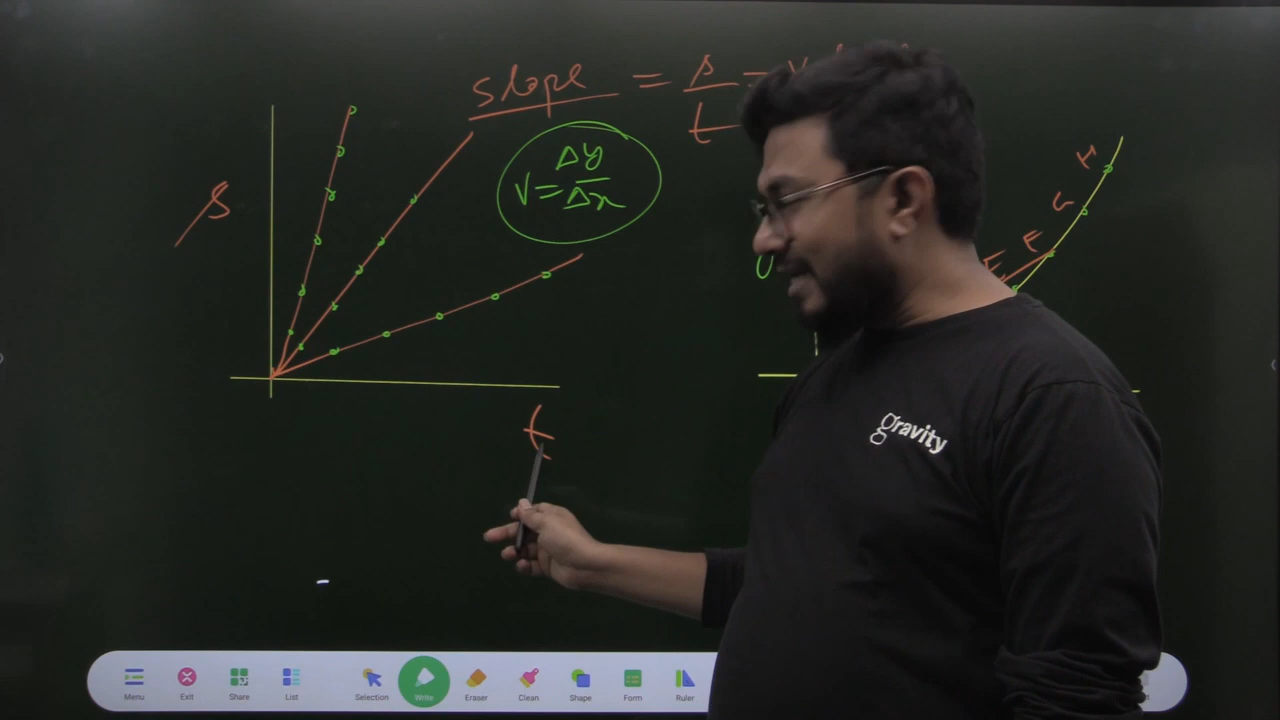 slope = s/t =
V = Δy/Δx
s
H
G
F
E
t
gravity
Menu Exit Share List Selection Write Eraser Clean Shape Form Ruler